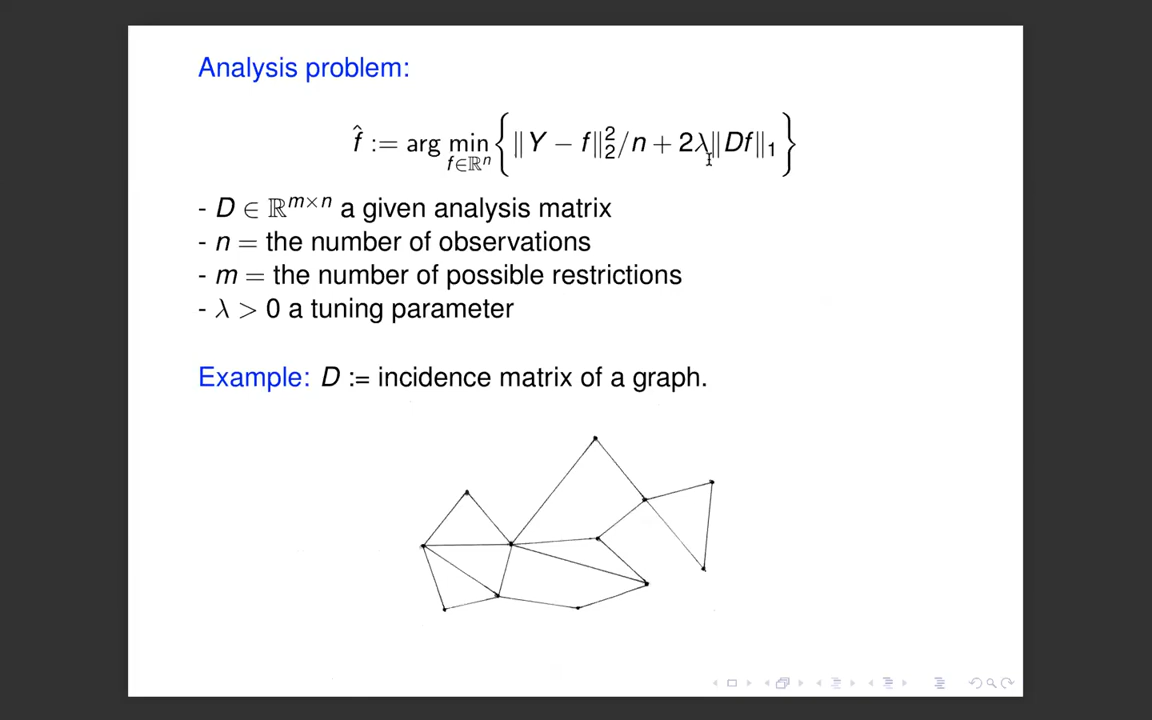 Analysis problem:
f̂ := arg min_{f∈ℝⁿ} { ‖Y − f‖₂²/n + 2λ‖Df‖₁ }
- D ∈ ℝ^{m×n} a given analysis matrix
- n = the number of observations
- m = the number of possible restrictions
- λ > 0 a tuning parameter
Example: D := incidence matrix of a graph.